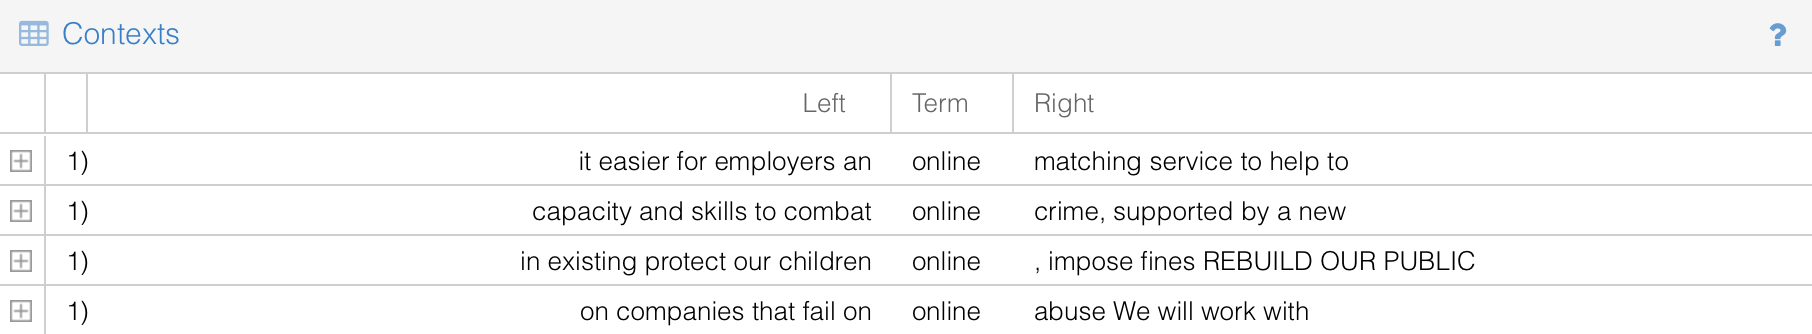 Contexts ?
Left Term Right
1) it easier for employers an online matching service to help to
1) capacity and skills to combat online crime, supported by a new
1) in existing protect our children online , impose fines REBUILD OUR PUBLIC
1) on companies that fail on online abuse We will work with